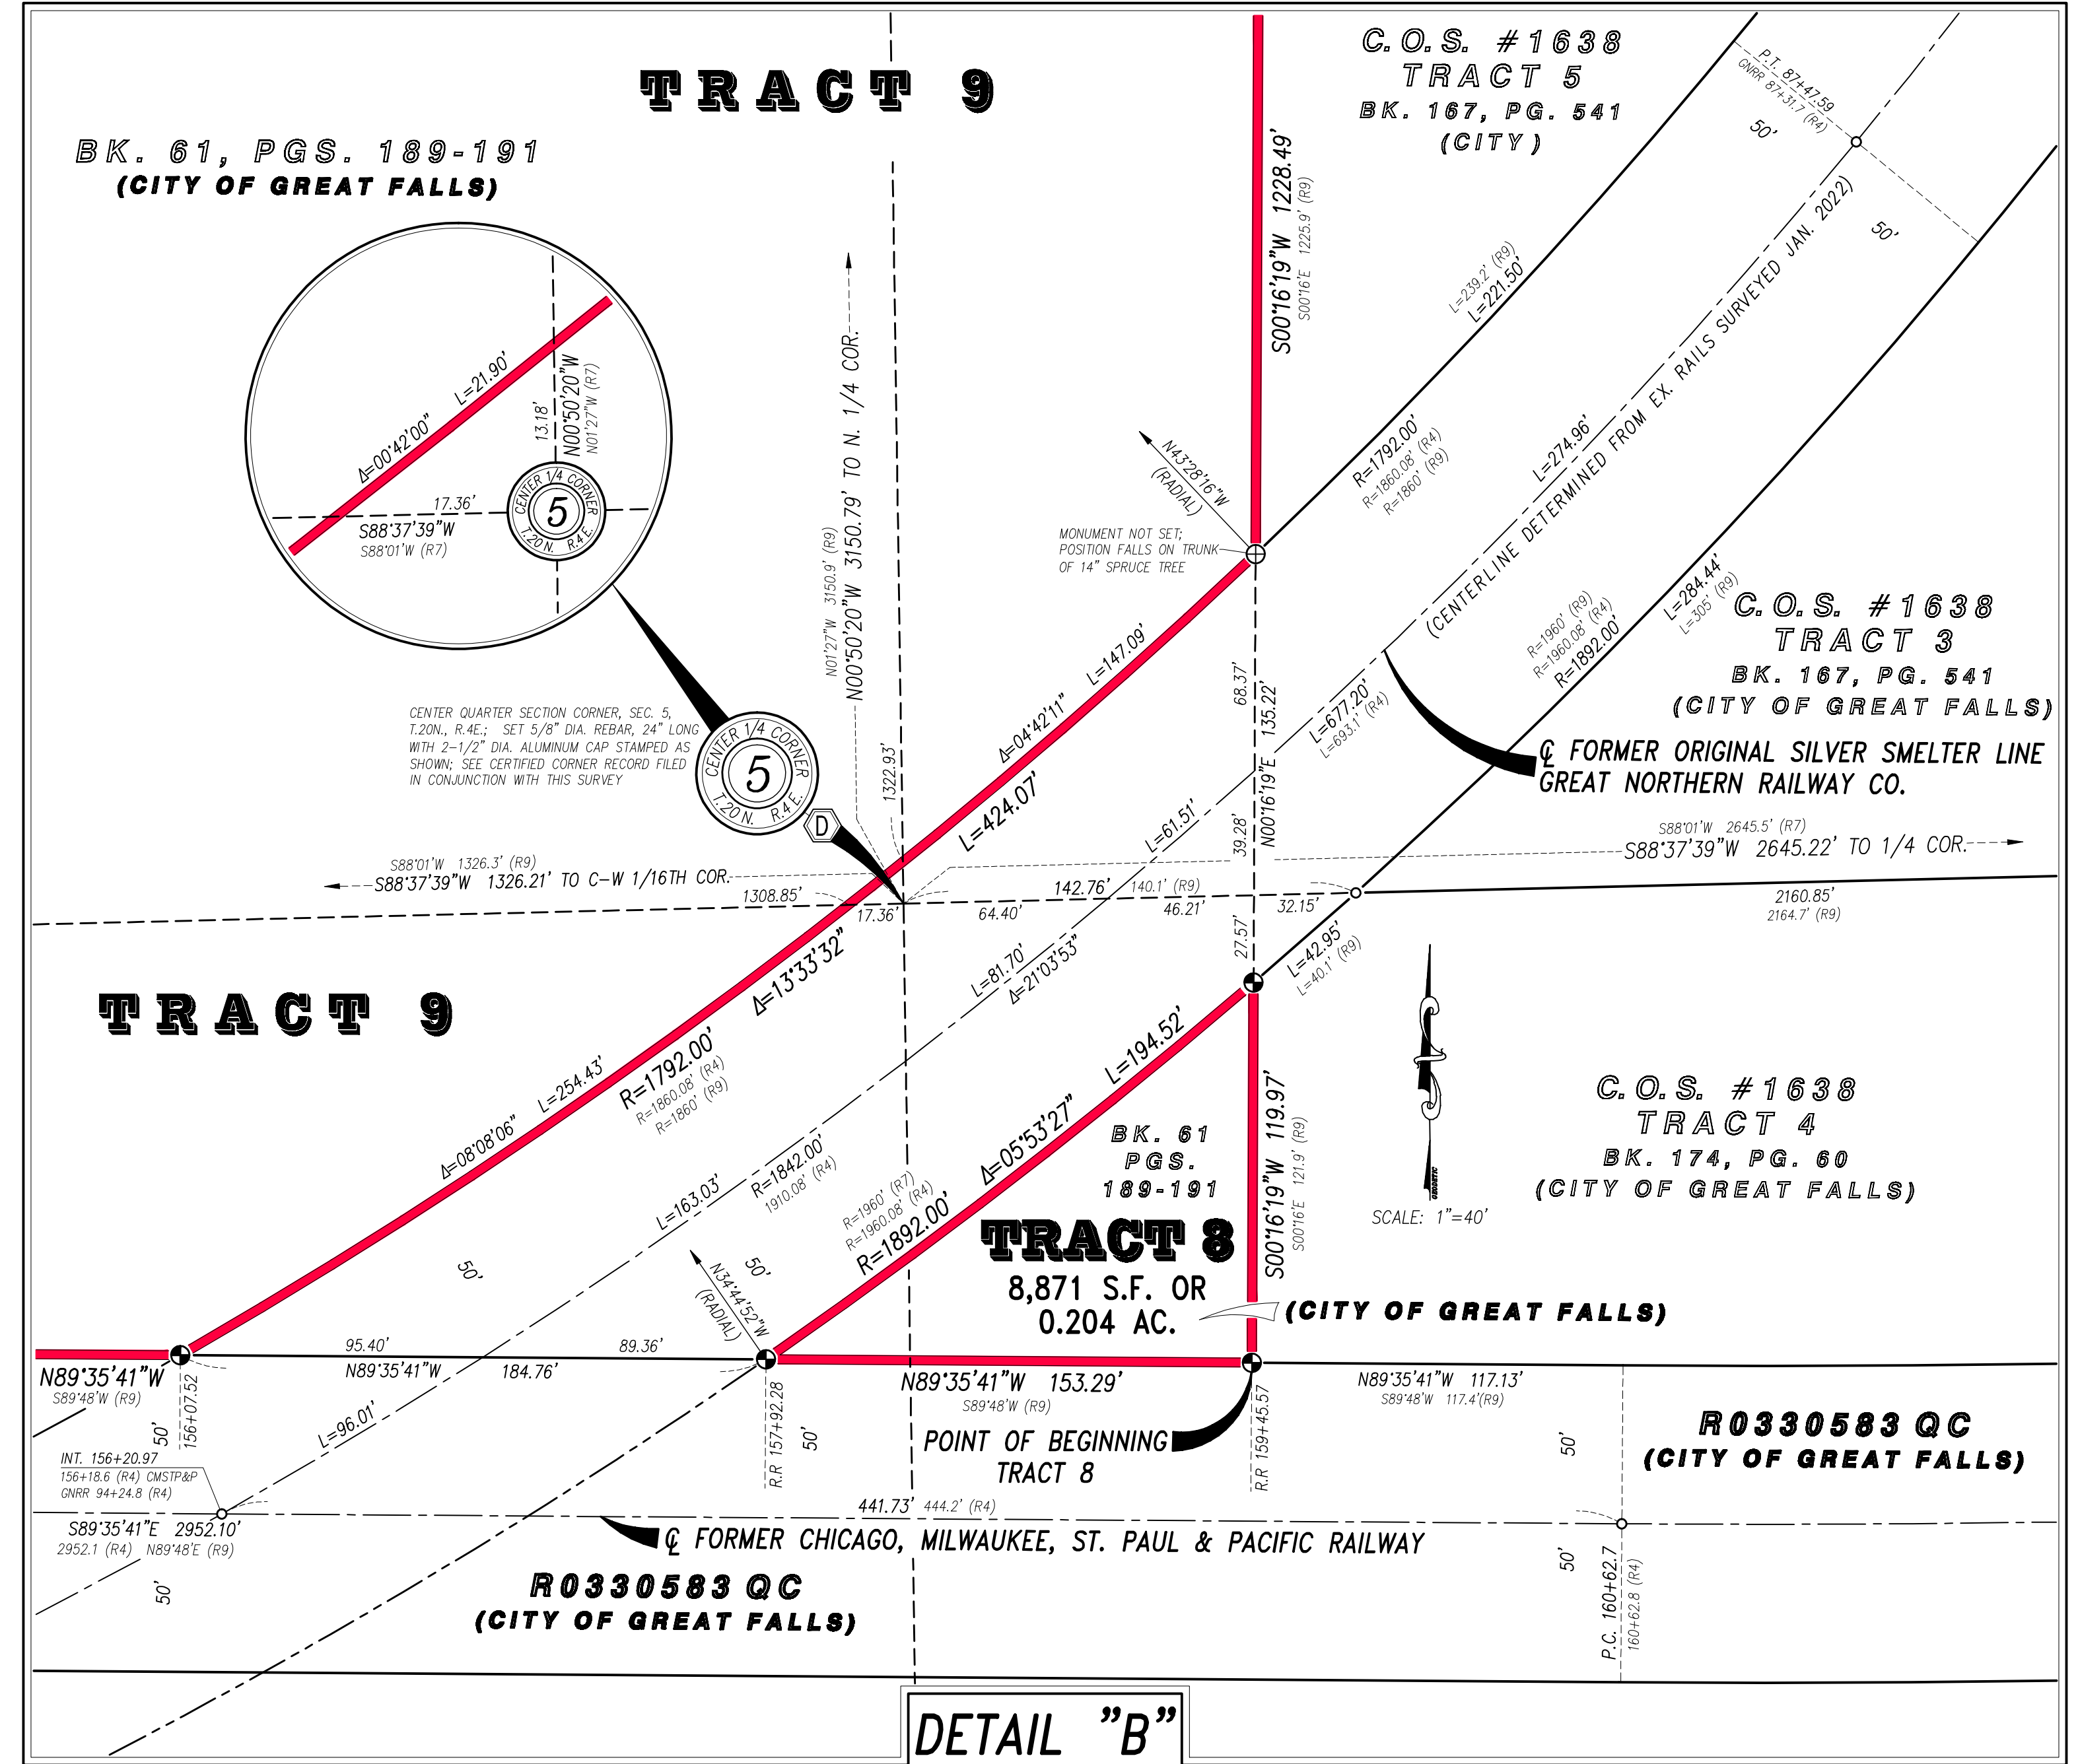 TRACT 9
BK. 61, PGS. 189-191
(CITY OF GREAT FALLS)
C.O.S. #1638
TRACT 5
BK. 167, PG. 541
(CITY)
P.T. 87+47.59
GNRR 87+31.7 (R4)
50'
50'
S00°16'19"W 1228.49'
S00°16'E 1225.9' (R9)
L=239.2' (R9)
L=221.50'
(CENTERLINE DETERMINED FROM EX. RAILS SURVEYED JAN. 2022)
L=274.96'
R=1792.00'
R=1860.08' (R4)
R=1860' (R9)
Δ=00°42'00"
L=21.90'
13.18'
N00°50'20"W
N01°27"W (R7)
17.36'
S88°37'39"W
S88°01'W (R7)
CENTER 1/4 CORNER
5
T.20N. R.4E.
N01°27"W 3150.9' (R9)
N00°50'20"W 3150.79' TO N. 1/4 COR.
N43°28'16"W
(RADIAL)
MONUMENT NOT SET;
POSITION FALLS ON TRUNK
OF 14" SPRUCE TREE
CENTER QUARTER SECTION CORNER, SEC. 5,
T.20N., R.4E.; SET 5/8" DIA. REBAR, 24" LONG
WITH 2-1/2" DIA. ALUMINUM CAP STAMPED AS
SHOWN; SEE CERTIFIED CORNER RECORD FILED
IN CONJUNCTION WITH THIS SURVEY
CENTER 1/4 CORNER
5
T.20N. R.4E.
D
1322.93'
Δ=04°42'11"
L=147.09'
L=424.07'
68.37'
N00°16'19"E 135.22'
39.28'
27.57'
L=677.20'
L=693.1' (R4)
L=61.51'
R=1960' (R9)
R=1960.08' (R4)
R=1892.00'
L=284.44'
L=305' (R9)
C.O.S. #1638
TRACT 3
BK. 167, PG. 541
(CITY OF GREAT FALLS)
℄ FORMER ORIGINAL SILVER SMELTER LINE
GREAT NORTHERN RAILWAY CO.
S88°01'W 2645.5' (R7)
S88°37'39"W 2645.22' TO 1/4 COR.
S88°01'W 1326.3' (R9)
S88°37'39"W 1326.21' TO C-W 1/16TH COR.
1308.85'
17.36'
64.40'
142.76' 140.1' (R9)
46.21'
32.15'
2160.85'
2164.7' (R9)
L=42.95'
L=40.1' (R9)
TRACT 9
Δ=13°33'32"
L=81.70'
Δ=21°03'53"
L=254.43'
Δ=08°08'06"
R=1792.00'
R=1860.08' (R4)
R=1860' (R9)
L=194.52'
Δ=05°53'27"
L=163.03'
R=1842.00'
1910.08' (R4)
R=1960' (R7)
R=1960.08' (R4)
R=1892.00'
BK. 61
PGS.
189-191
TRACT 8
8,871 S.F. OR
0.204 AC.
S00°16'19"W 119.97'
S00°16'E 121.9' (R9)
GEODETIC
SCALE: 1"=40'
C.O.S. #1638
TRACT 4
BK. 174, PG. 60
(CITY OF GREAT FALLS)
(CITY OF GREAT FALLS)
50'
50'
N34°44'52"W
(RADIAL)
95.40'
89.36'
N89°35'41"W 184.76'
N89°35'41"W
S89°48'W (R9)
N89°35'41"W 153.29'
S89°48'W (R9)
N89°35'41"W 117.13'
S89°48'W 117.4'(R9)
156+07.52
50'
L=96.01'
R.R 157+92.28
50'
R.R 159+45.57
POINT OF BEGINNING
TRACT 8
50'
R0330583 QC
(CITY OF GREAT FALLS)
INT. 156+20.97
156+18.6 (R4) CMSTP&P
GNRR 94+24.8 (R4)
441.73' 444.2' (R4)
S89°35'41"E 2952.10'
2952.1 (R4) N89°48'E (R9)
℄ FORMER CHICAGO, MILWAUKEE, ST. PAUL & PACIFIC RAILWAY
50'
50'
R0330583 QC
(CITY OF GREAT FALLS)
P.C. 160+62.7
160+62.8 (R4)
DETAIL "B"